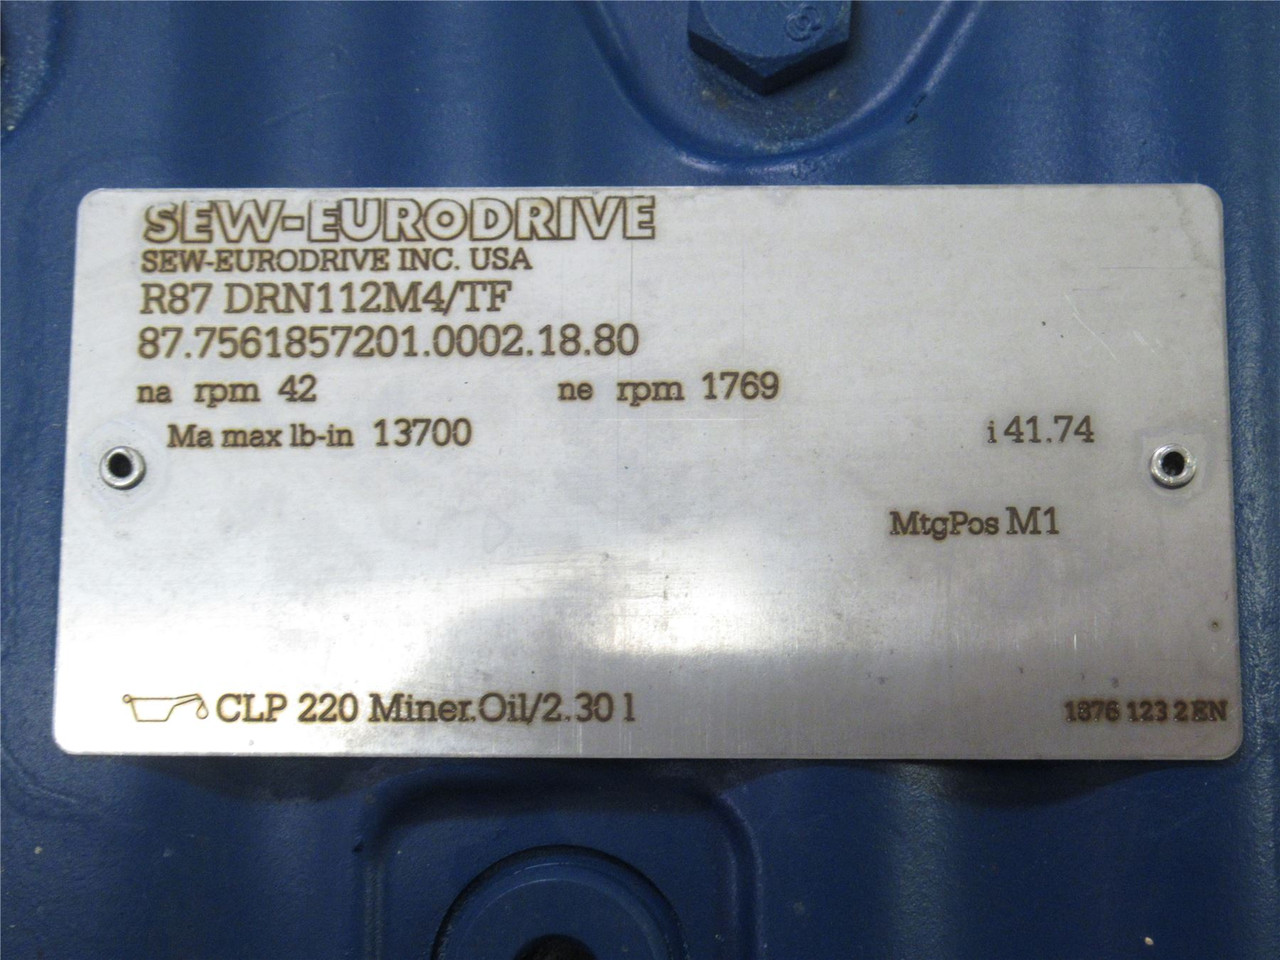 SEW-EURODRIVE
SEW-EURODRIVE INC. USA
R87 DRN112M4/TF
87.7561857201.0002.18.80
na rpm 42 ne rpm 1769
Ma max lb-in 13700 i 41.74
MtgPos M1
CLP 220 Miner.Oil/2.30 l 1876 123 2 EN